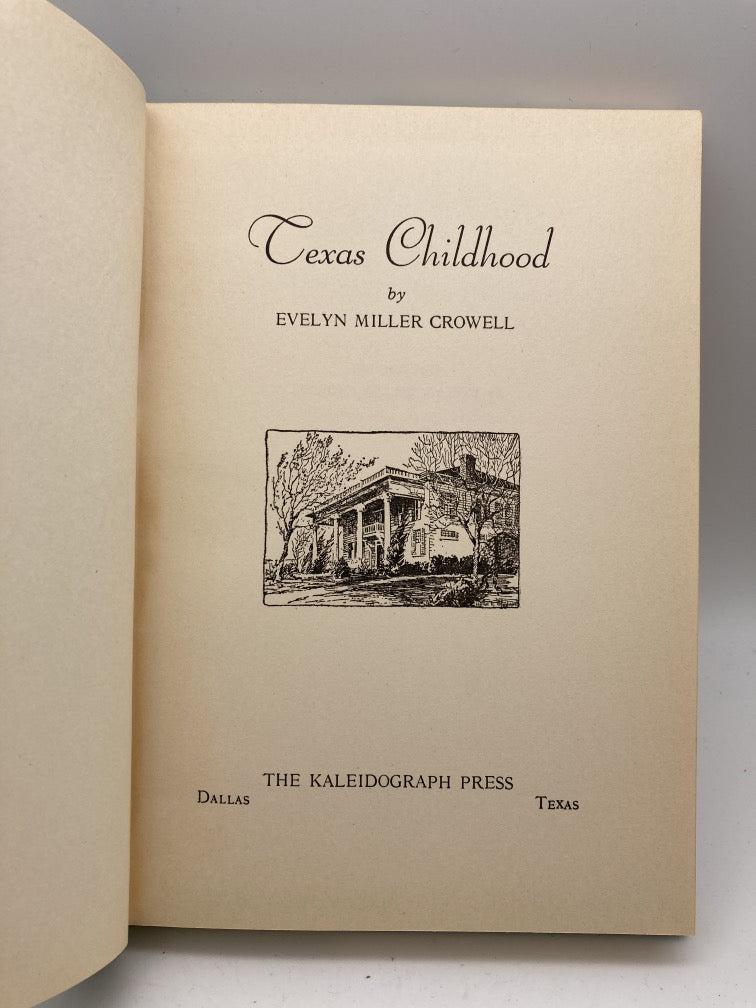 Texas Childhood
by
EVELYN MILLER CROWELL
THE KALEIDOGRAPH PRESS
DALLAS TEXAS